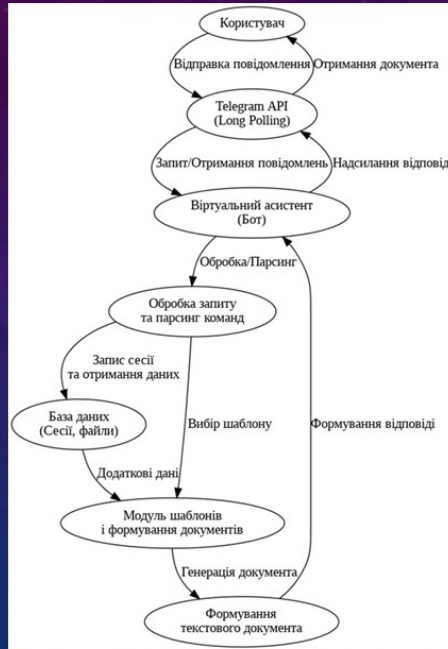 Користувач
Відправка повідомлення
Отримання документа
Telegram API
(Long Polling)
Запит/Отримання повідомлень
Надсилання відповіді
Віртуальний асистент
(Бот)
Обробка/Парсинг
Обробка запиту
та парсинг команд
Запис сесії
та отримання даних
База даних
(Сесії, файли)
Вибір шаблону
Формування відповіді
Додаткові дані
Модуль шаблонів
і формування документів
Генерація документа
Формування
текстового документа